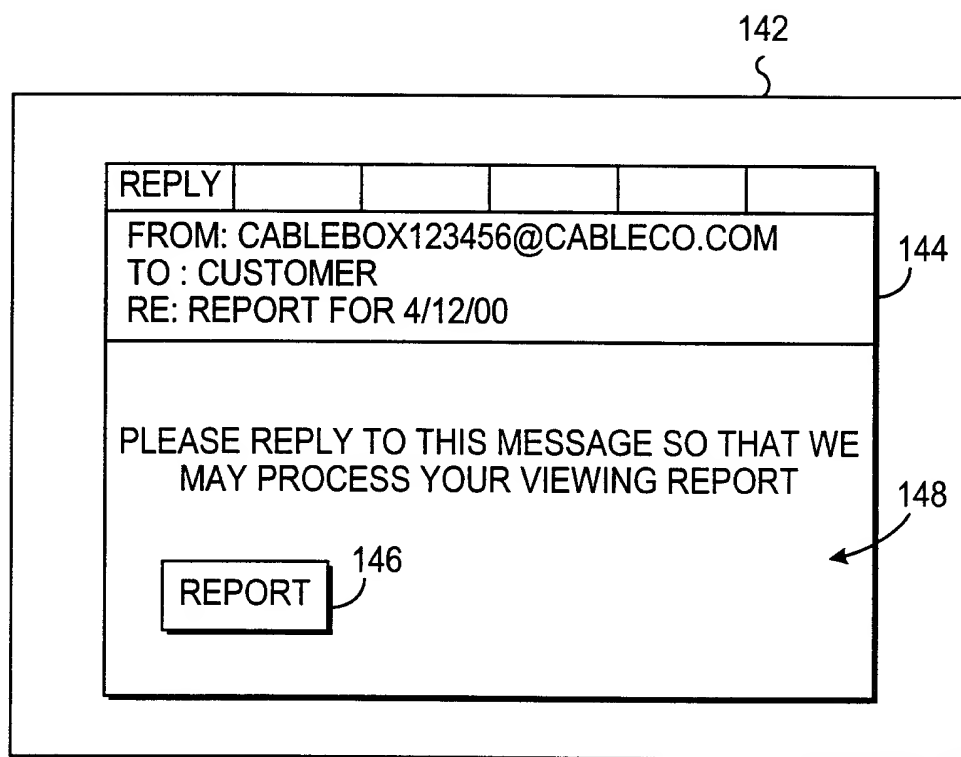 142
REPLY
FROM: CABLEBOX123456@CABLECO.COM
TO : CUSTOMER
RE: REPORT FOR 4/12/00
144
PLEASE REPLY TO THIS MESSAGE SO THAT WE
MAY PROCESS YOUR VIEWING REPORT
148
146
REPORT